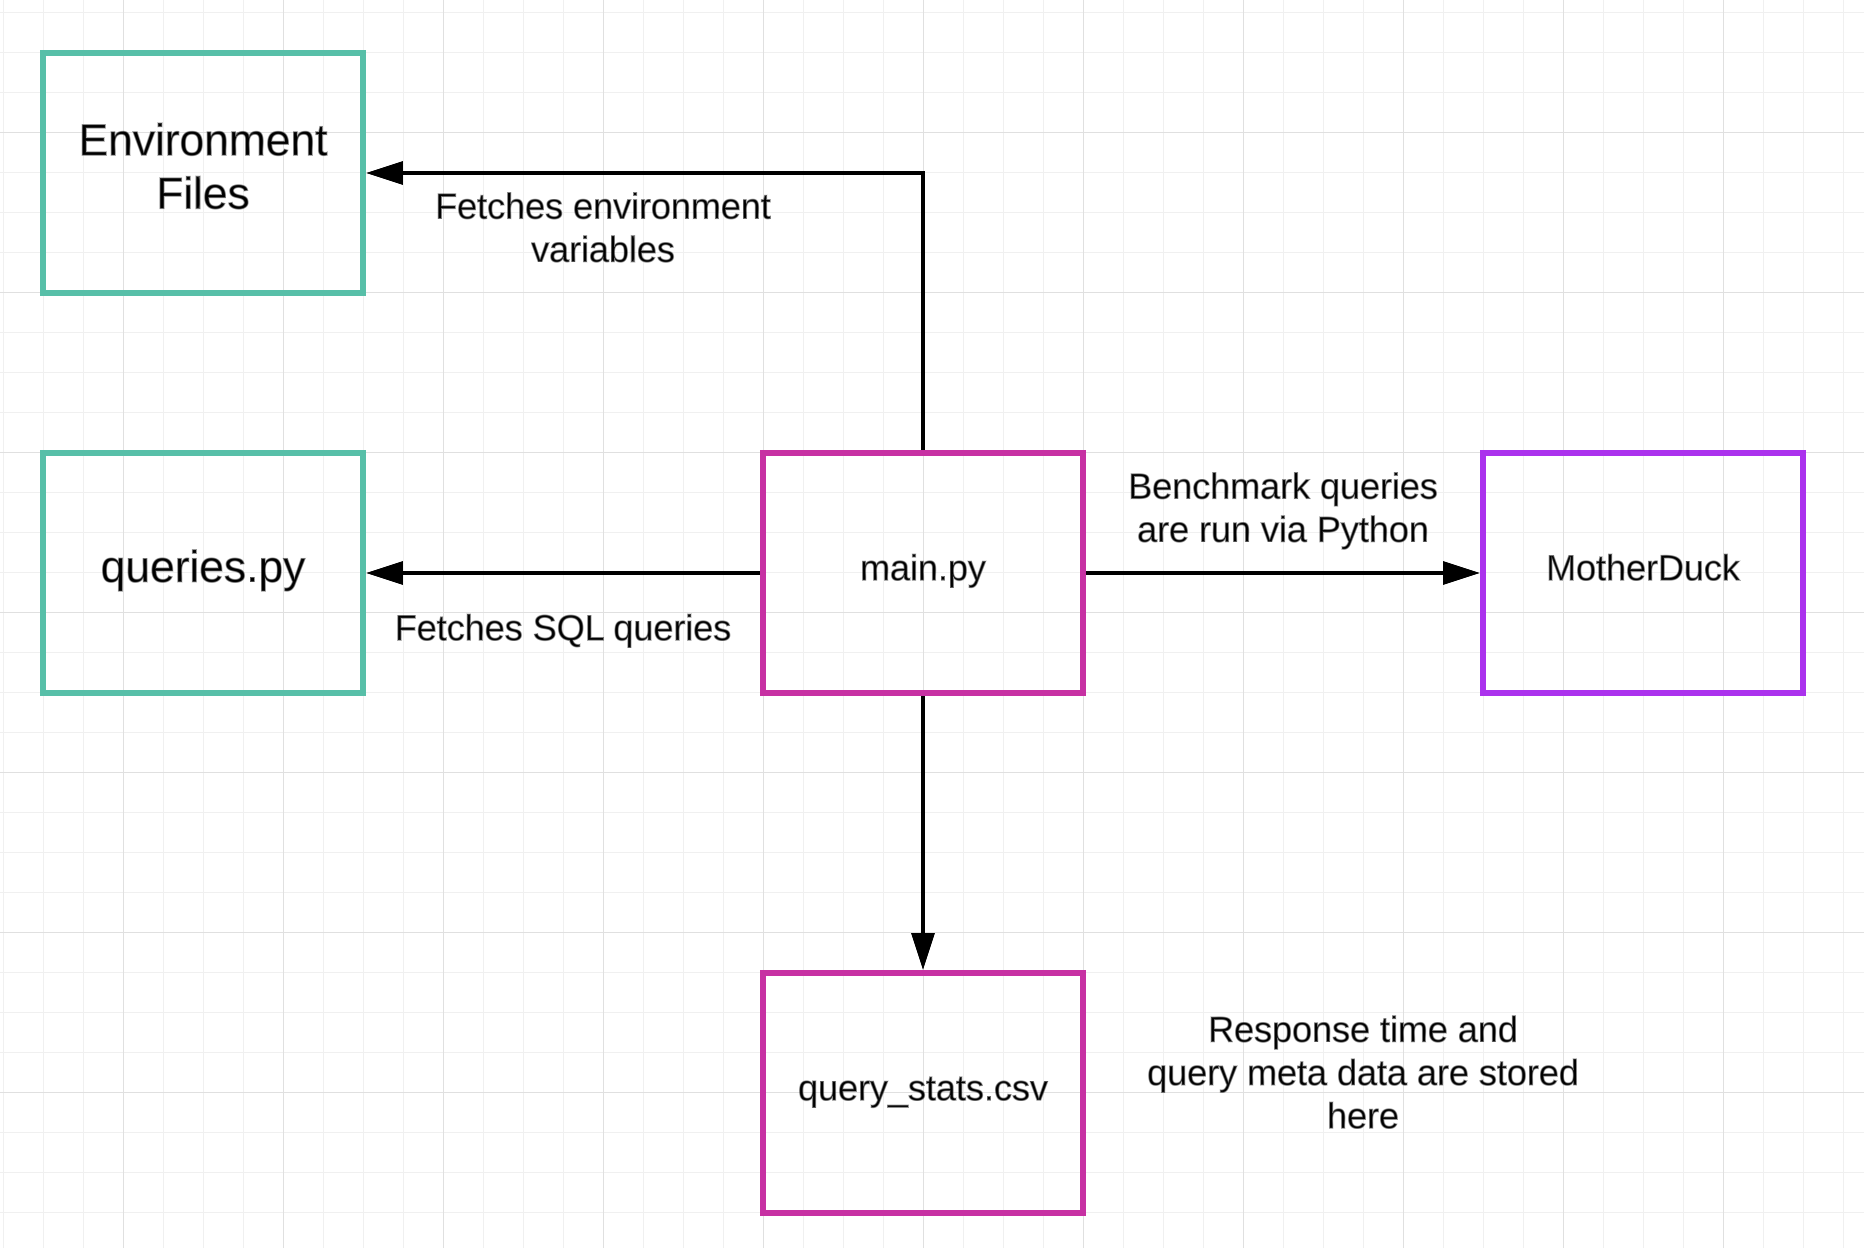 Environment
Files
Fetches environment
variables
queries.py
Fetches SQL queries
main.py
Benchmark queries
are run via Python
MotherDuck
query_stats.csv
Response time and
query meta data are stored
here